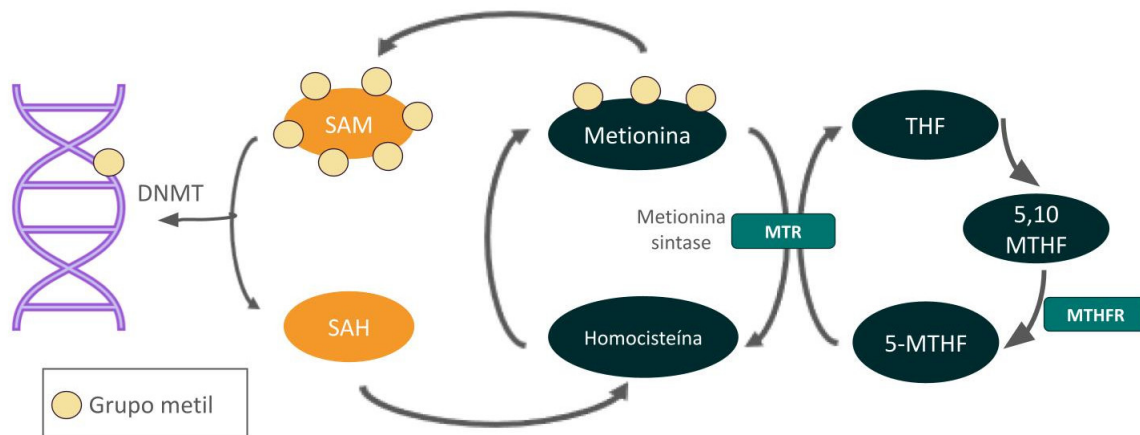 SAM
Metionina
THF
DNMT
Metionina
sintase
MTR
5,10
MTHF
MTHFR
SAH
Homocisteína
5-MTHF
Grupo metil